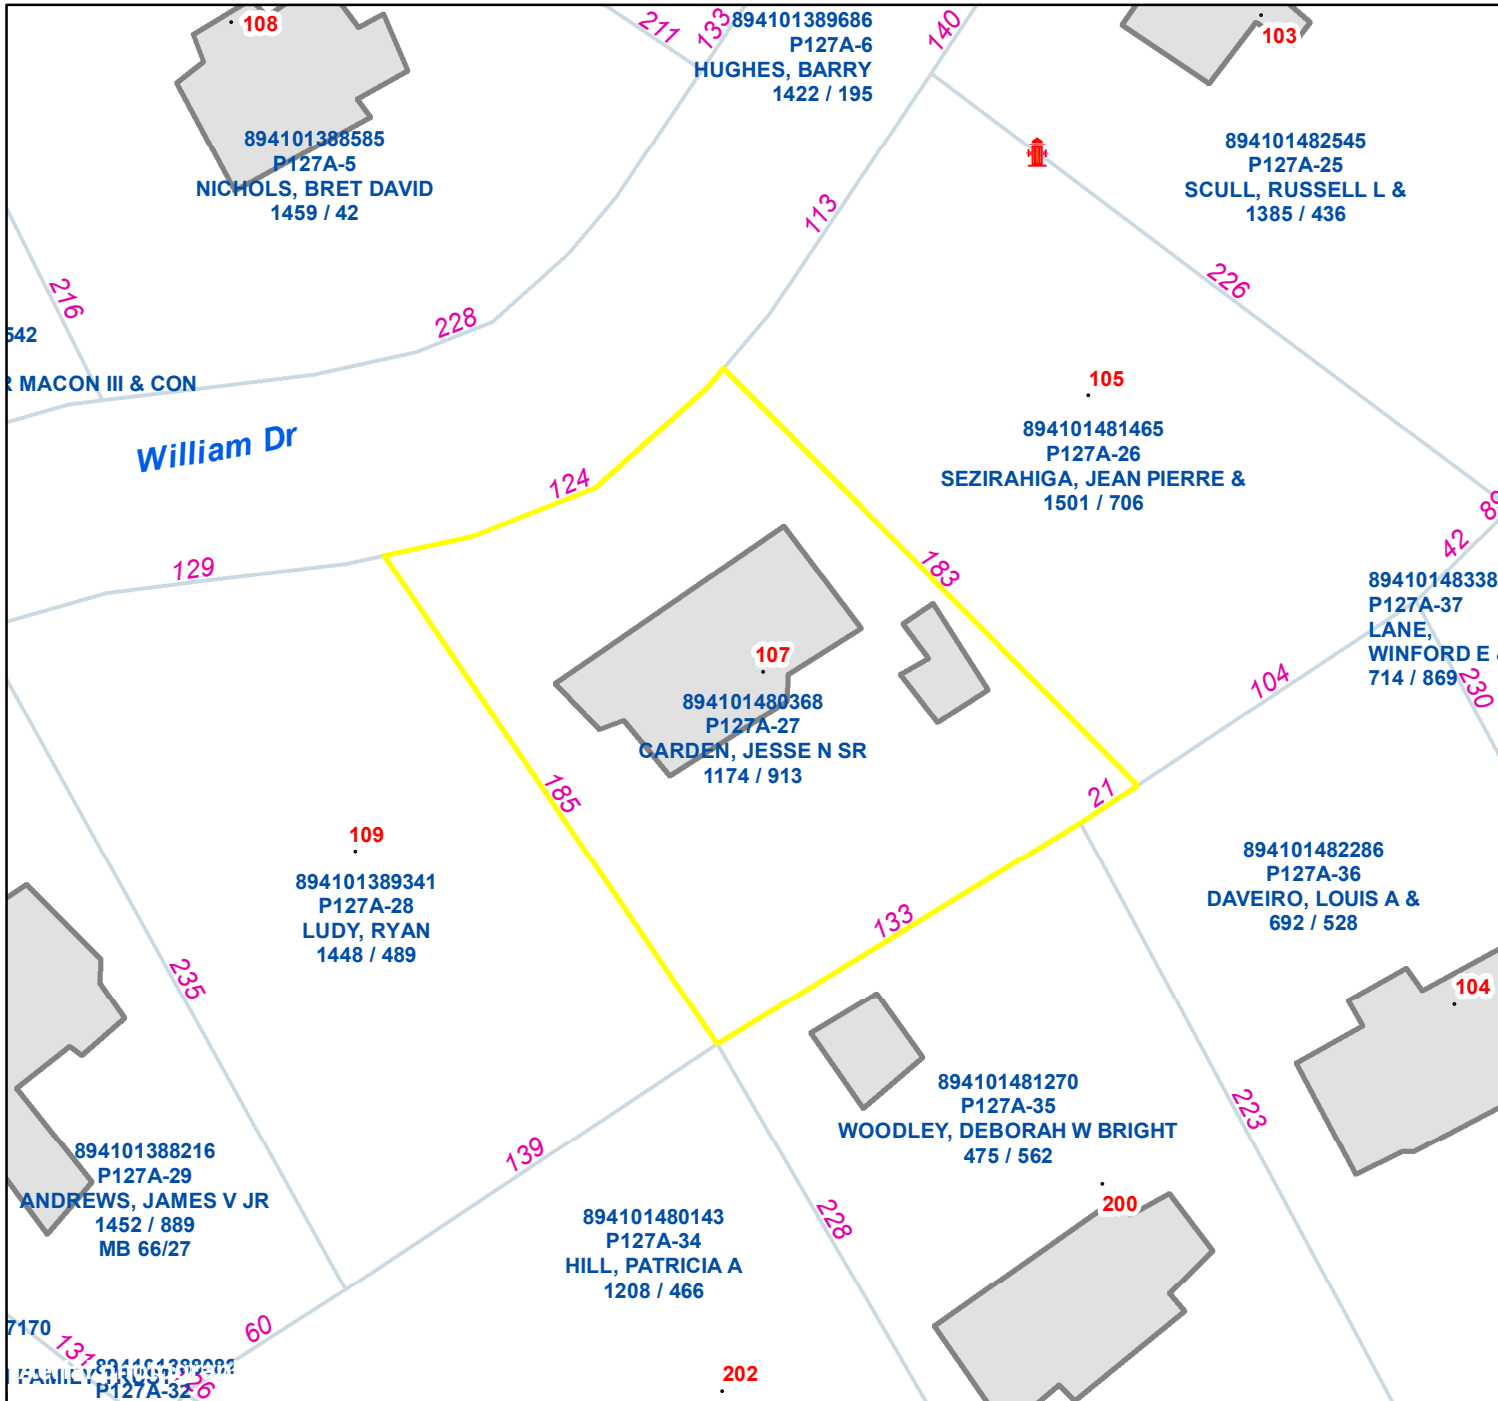 108
211
133
894101389686
P127A-6
HUGHES, BARRY
1422 / 195
140
103
894101388585
P127A-5
NICHOLS, BRET DAVID
1459 / 42
894101482545
P127A-25
SCULL, RUSSELL L &
1385 / 436
113
226
216
228
542
MACON III & CON
William Dr
105
894101481465
P127A-26
SEZIRAHIGA, JEAN PIERRE &
1501 / 706
124
129
183
42
89410148338
P127A-37
LANE,
WINFORD E
714 / 869
230
104
107
894101480368
P127A-27
CARDEN, JESSE N SR
1174 / 913
185
21
109
894101389341
P127A-28
LUDY, RYAN
1448 / 489
894101482286
P127A-36
DAVEIRO, LOUIS A &
692 / 528
133
235
104
894101481270
P127A-35
WOODLEY, DEBORAH W BRIGHT
475 / 562
223
139
894101388216
P127A-29
ANDREWS, JAMES V JR
1452 / 889
MB 66/27
200
228
894101480143
P127A-34
HILL, PATRICIA A
1208 / 466
7170
131
60
P127A-32
202